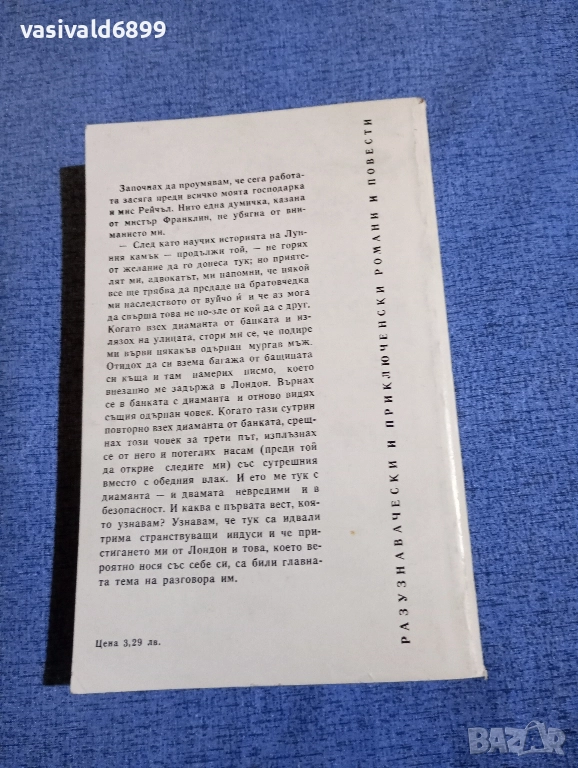 vasivald6899
Започнах да проумявам, че сега работа-
та засяга преди всичко моята господарка
и мис Рейчъл. Нито една думичка, казана
от мистър Франклин, не убягна от вни-
манието ми.
— След като научих историята на Лун-
ния камък — продължи той, — не горях
от желание да го донеса тук; но прияте-
лят ми, адвокатът, ми напомни, че някой
все ще трябва да предаде на братовчедка
ми наследството от вуйчо ѝ и че аз мога
да свърша това не по-зле от кой да е друг.
Когато взех диаманта от банката и из-
лязох на улицата, стори ми се, че подире
ми върви някакъв одърпан мургав мъж.
Отидох да си взема багажа от бащината
си къща и там намерих писмо, което
внезапно ме задържа в Лондон. Върнах
се в банката с диаманта и отново видях
същия одърпан човек. Когато тази сутрин
повторно взех диаманта от банката, срещ-
нах този човек за трети път, изплъзнах
се от него и потеглих насам (преди той
да открие следите ми) със сутрешния
вместо с обедния влак. И ето ме тук с
диаманта — и двамата невредими и в
безопасност. И каква е първата вест, коя-
то узнавам? Узнавам, че тук са идвали
трима странствуващи индуси и че при-
стигането ми от Лондон и това, което ве-
роятно нося със себе си, са били главна-
та тема на разговора им.
Цена 3,29 лв.
РАЗУЗНАВАЧЕСКИ И ПРИКЛЮЧЕНСКИ РОМАНИ И ПОВЕСТИ
BAZAR